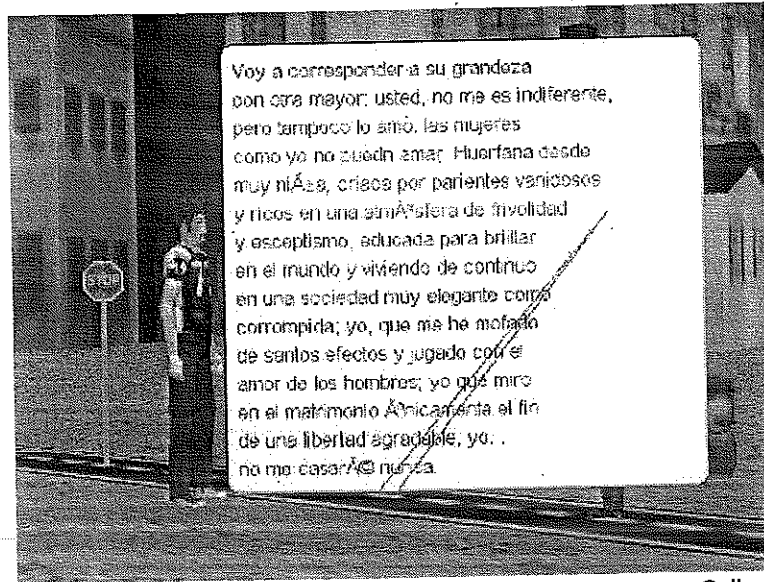 STOP
Voy a corresponder a su grandeza
con otra mayor: usted, no me es indiferente,
pero tampoco lo amo, las mujeres
como yo no puedn amar. Huerfana desde
muy niÃ±a, criada por parientes vanidosos
y ricos en una atmÃ³sfera de frivolidad
y esceptismo, educada para brillar
en el mundo y viviendo de continuo
en una sociedad muy elegante como
corrompida; yo, que me he mofado
de santos efectos y jugado con el
amor de los hombres; yo que miro
en el matrimonio Ãºnicamente el fin
de una libertad agradable, yo. .
no me casarÃ© nunca.